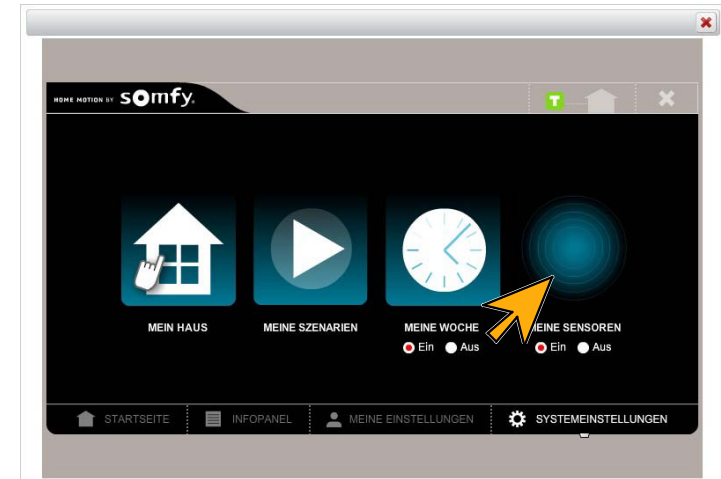 HOME MOTION BY somfy.
T
MEIN HAUS
MEINE SZENARIEN
MEINE WOCHE
MEINE SENSOREN
Ein Aus
Ein Aus
STARTSEITE
INFOPANEL
MEINE EINSTELLUNGEN
SYSTEMEINSTELLUNGEN